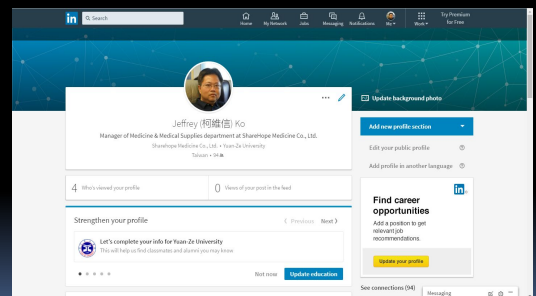 in
Search
Home
My Network
Jobs
Messaging
Notifications
Me
Work
Try Premium
for Free
Update background photo
Jeffrey (柯維信) Ko
Manager of Medicine & Medical Supplies department at ShareHope Medicine Co., Ltd.
Sharehope Medicine Co., Ltd. • Yuan-Ze University
Taiwan • 94
Add new profile section
Edit your public profile
Add profile in another language
4 Who's viewed your profile
0 Views of your post in the feed
in
Find career
opportunities
Add a position to get
relevant job
recommendations.
Update your profile
Strengthen your profile
Previous Next
Let's complete your info for Yuan-Ze University
This will help us find classmates and alumni you may know
Not now Update education
See connections (94)
Messaging